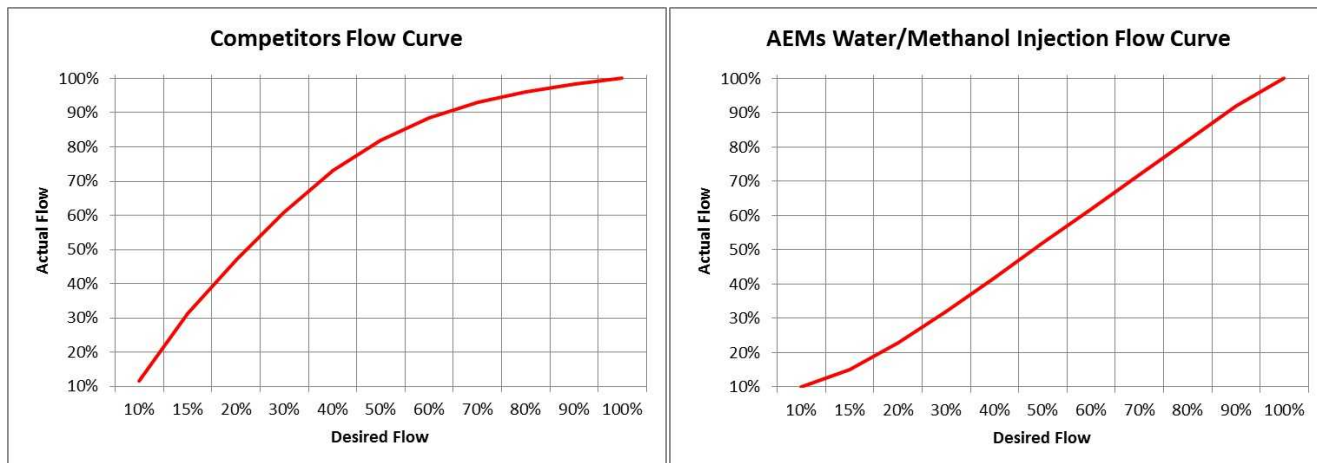 Competitors Flow Curve
100%
90%
80%
70%
60%
50%
40%
30%
20%
10%
Actual Flow
10% 15% 20% 30% 40% 50% 60% 70% 80% 90% 100%
Desired Flow
AEMs Water/Methanol Injection Flow Curve
100%
90%
80%
70%
60%
50%
40%
30%
20%
10%
Actual Flow
10% 15% 20% 30% 40% 50% 60% 70% 80% 90% 100%
Desired Flow